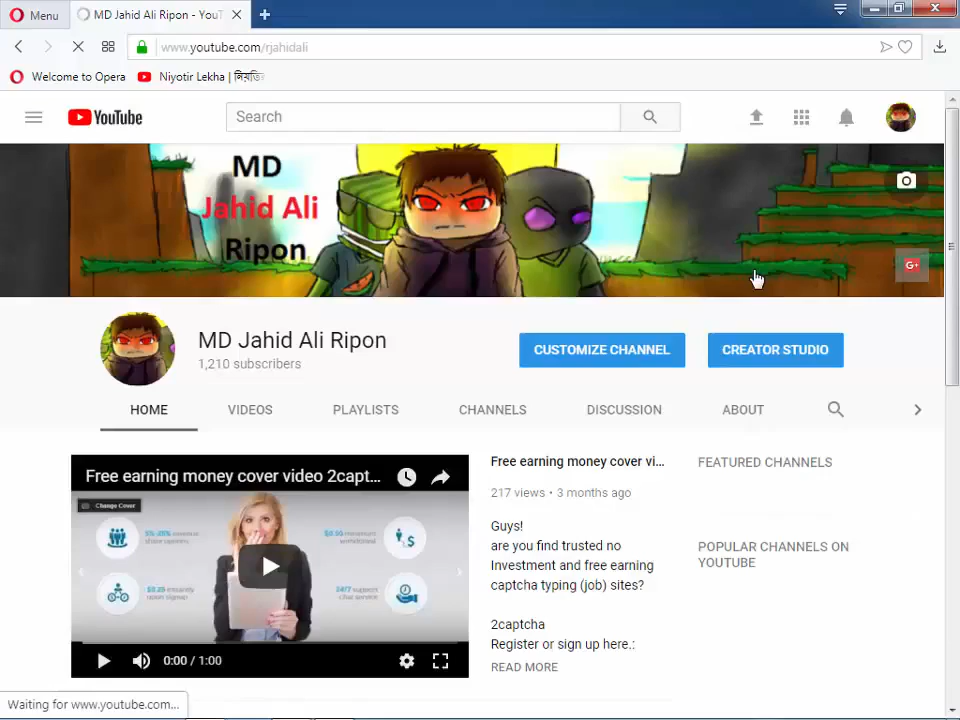 Menu
MD Jahid Ali Ripon - YouT
www.youtube.com/rjahidali
Welcome to Opera
Niyotir Lekha | নিয়তির
YouTube
Search
MD
Jahid Ali
Ripon
G+
MD Jahid Ali Ripon
1,210 subscribers
CUSTOMIZE CHANNEL
CREATOR STUDIO
HOME
VIDEOS
PLAYLISTS
CHANNELS
DISCUSSION
ABOUT
Free earning money cover video 2capt...
Change Cover
24/7 support
0:00 / 1:00
Free earning money cover vi...
217 views • 3 months ago
Guys!
are you find trusted no
Investment and free earning
captcha typing (job) sites?
2captcha
Register or sign up here.:
READ MORE
FEATURED CHANNELS
POPULAR CHANNELS ON
YOUTUBE
Waiting for www.youtube.com...